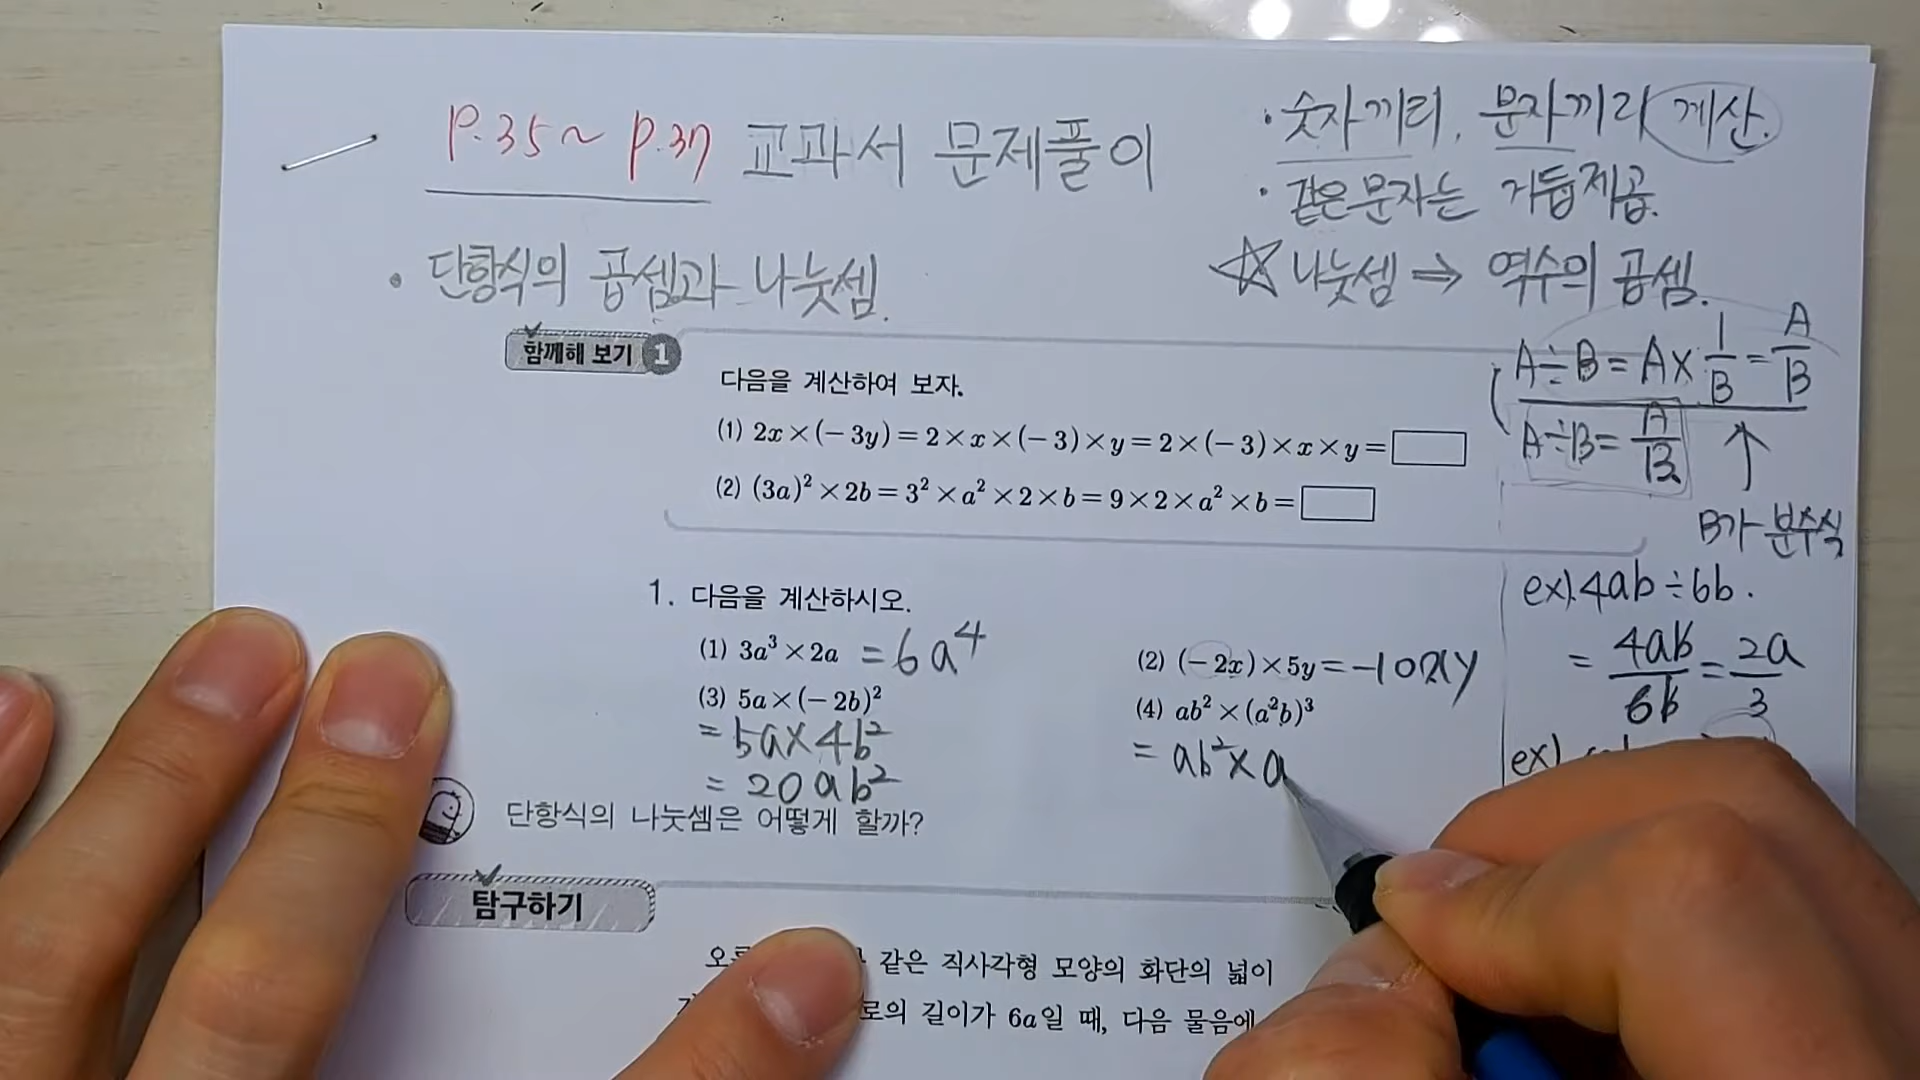 P.35~P.37 교과서 문제풀이
• 단항식의 곱셈과 나눗셈.
· 숫자끼리, 문자끼리 계산.
· 같은문자는 거듭제곱.
☆ 나눗셈 → 역수의 곱셈.
A÷B = A× 1/B = A/B
A÷B = A/B
↑
B가 분수식
ex).4ab÷6b.
= 4ab/6b = 2a/3
ex)
함께해 보기 1
다음을 계산하여 보자.
(1) 2x×(−3y)=2×x×(−3)×y=2×(−3)×x×y=□
(2) (3a)²×2b=3²×a²×2×b=9×2×a²×b=□
1. 다음을 계산하시오.
(1) 3a³×2a = 6a⁴
(2) (−2x)×5y=−10xy
(3) 5a×(−2b)²
= 5a×4b²
= 20ab²
(4) ab²×(a²b)³
= ab²×a
단항식의 나눗셈은 어떻게 할까?
탐구하기
같은 직사각형 모양의 화단의 넓이
로의 길이가 6a일 때, 다음 물음에